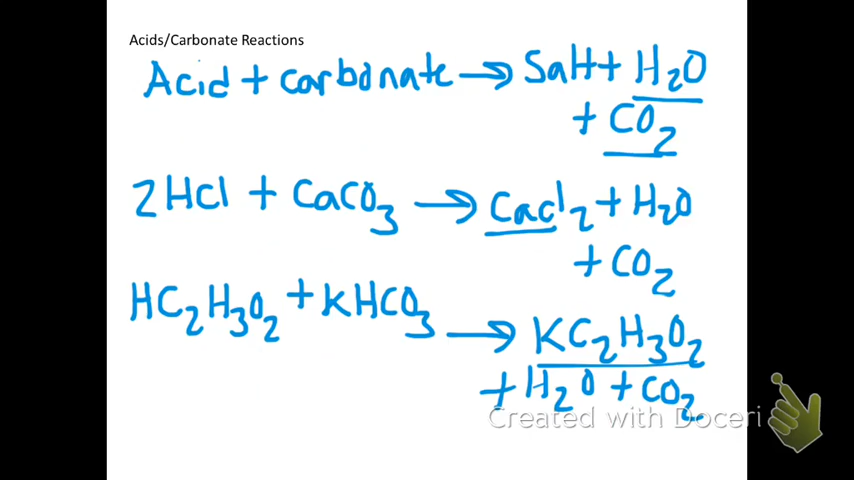 Acids/Carbonate Reactions
Acid + carbonate → Salt + H₂O
+ CO₂
2HCl + CaCO₃ → CaCl₂ + H₂O
+ CO₂
HC₂H₃O₂ + KHCO₃ → KC₂H₃O₂
+ H₂O + CO₂
Created with Doceri